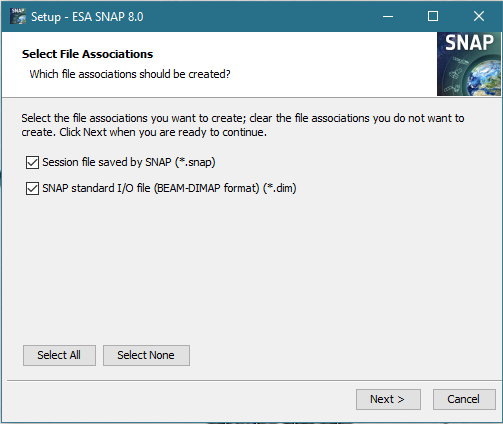 Setup - ESA SNAP 8.0
Select File Associations
Which file associations should be created?
SNAP
Select the file associations you want to create; clear the file associations you do not want to
create. Click Next when you are ready to continue.
Session file saved by SNAP (*.snap)
SNAP standard I/O file (BEAM-DIMAP format) (*.dim)
Select All
Select None
Next >
Cancel